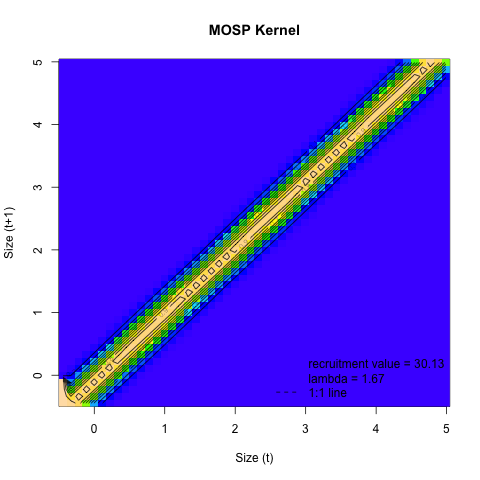 MOSP Kernel
Size (t+1)
5
4
3
2
1
0
recruitment value = 30.13
lambda = 1.67
1:1 line
0 1 2 3 4 5
Size (t)